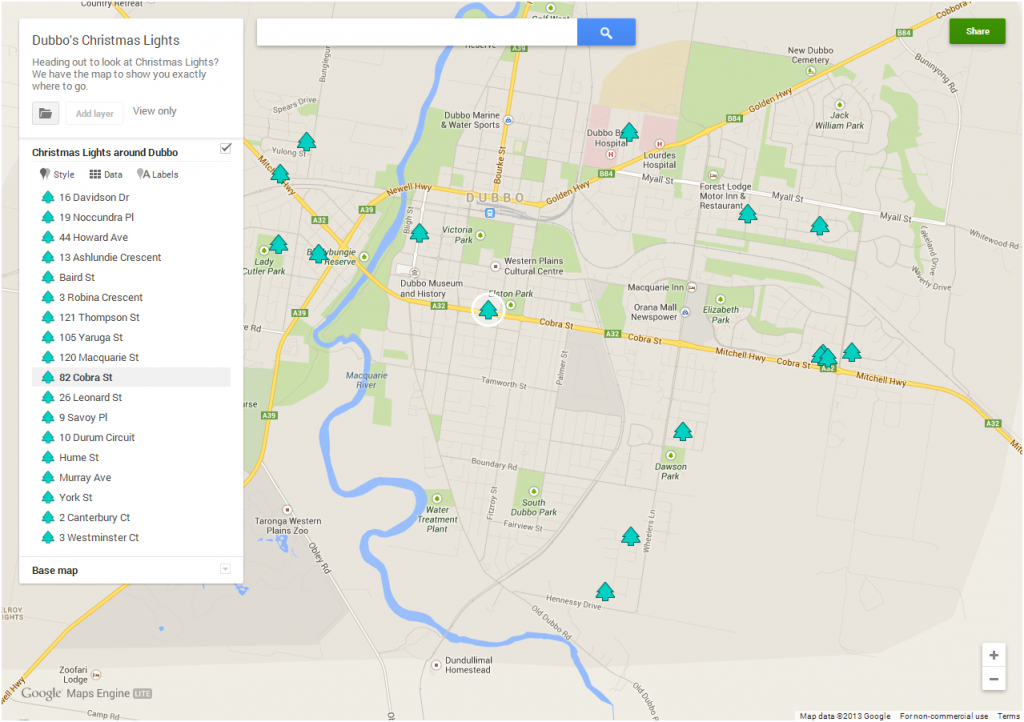 Country Retreat
Dubbo's Christmas Lights
Heading out to look at Christmas Lights?
We have the map to show you exactly
where to go.
Add layer
View only
Christmas Lights around Dubbo
Style
Data
Labels
16 Davidson Dr
19 Noccundra Pl
44 Howard Ave
13 Ashlundie Crescent
Baird St
3 Robina Crescent
121 Thompson St
105 Yaruga St
120 Macquarie St
82 Cobra St
26 Leonard St
9 Savoy Pl
10 Durum Circuit
Hume St
Murray Ave
York St
2 Canterbury Ct
3 Westminster Ct
Base map
Share
Golf West
Reserve
A39
Cobbora
B84
New Dubbo
Cemetery
Buninyong Rd
Spears Drive
Dubbo Marine
& Water Sports
Golden Hwy
B84
Jack
William Park
Yulong St
Mitchell Hwy
Bourke St
Hospital
Lourdes
Hospital
B84
Myall St
Golden Hwy
Newell Hwy
DUBBO
Forest Lodge
Motor Inn &
Restaurant
A39
A32
Bligh St
Myall St
Victoria
Park
Whitewood Rd
Lakeland Drive
Lady
Cutler Park
Reserve
Western Plains
Cultural Centre
Waverly Drive
Dubbo Museum
and History
Macquarie Inn
Elston Park
Orana Mall
Newspower
Elizabeth
Park
A32
A39
Cobra St
A32
Cobra St
Mitchell Hwy
Cobra St
Mitchell Hwy
Palmer St
Macquarie
River
Tamworth St
A39
A32
Boundary Rd
Dawson
Park
Fitzroy St
South
Dubbo Park
Water
Treatment
Plant
Fairview St
Wheelers Ln
Taronga Western
Plains Zoo
Obley Rd
Hennessy Drive
Old Dubbo Rd
Dundullimal
Homestead
Old Dubbo Rd
Zoofari
Lodge
Google Maps Engine LITE
Camp Rd
Map data ©2013 Google
For non-commercial use
Terms